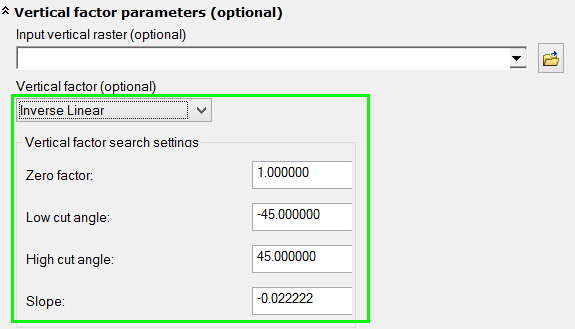 Vertical factor parameters (optional)
Input vertical raster (optional)
Vertical factor (optional)
Inverse Linear
Vertical factor search settings
Zero factor:
1.000000
Low cut angle:
-45.000000
High cut angle:
45.000000
Slope:
-0.022222